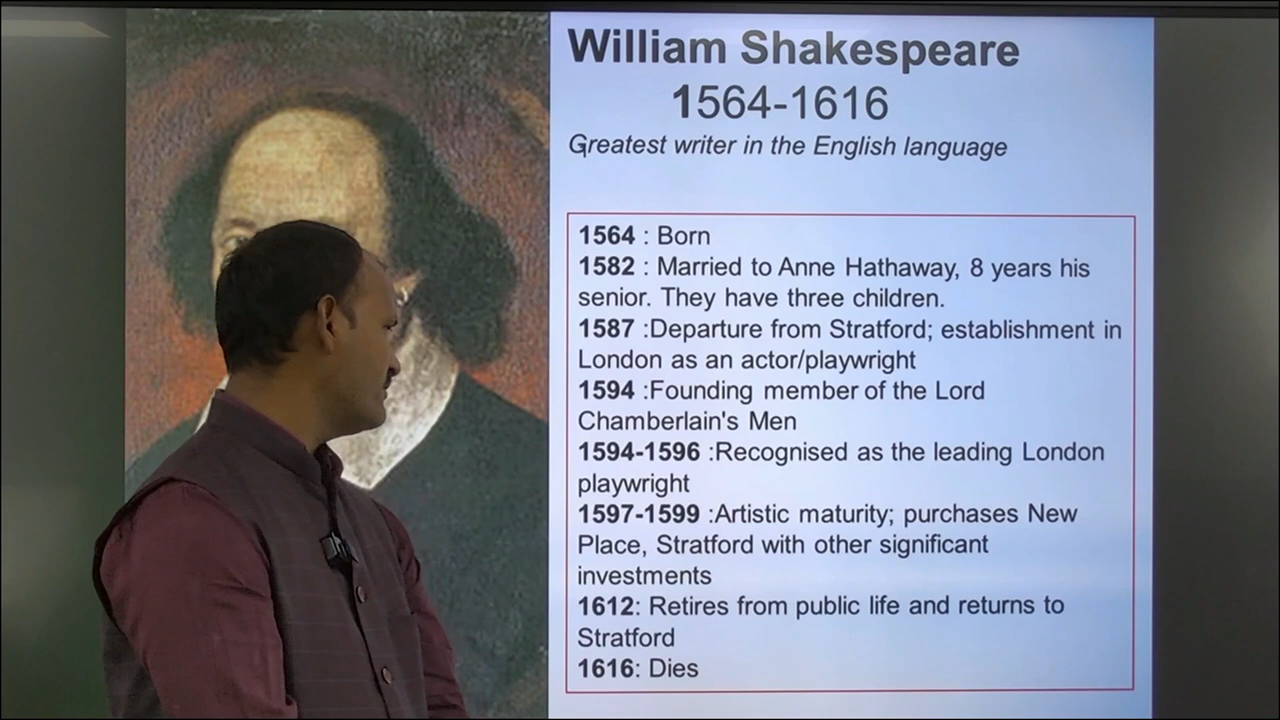 William Shakespeare
1564-1616
Greatest writer in the English language
1564 : Born
1582 : Married to Anne Hathaway, 8 years his
senior. They have three children.
1587 :Departure from Stratford; establishment in
London as an actor/playwright
1594 :Founding member of the Lord
Chamberlain's Men
1594-1596 :Recognised as the leading London
playwright
1597-1599 :Artistic maturity; purchases New
Place, Stratford with other significant
investments
1612: Retires from public life and returns to
Stratford
1616: Dies